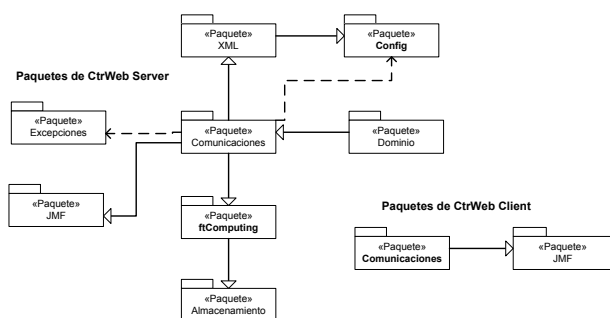 «Paquete»
XML
«Paquete»
Config
Paquetes de CtrWeb Server
«Paquete»
Excepciones
«Paquete»
Comunicaciones
«Paquete»
Dominio
«Paquete»
JMF
«Paquete»
ftComputing
Paquetes de CtrWeb Client
«Paquete»
Comunicaciones
«Paquete»
JMF
«Paquete»
Almacenamiento